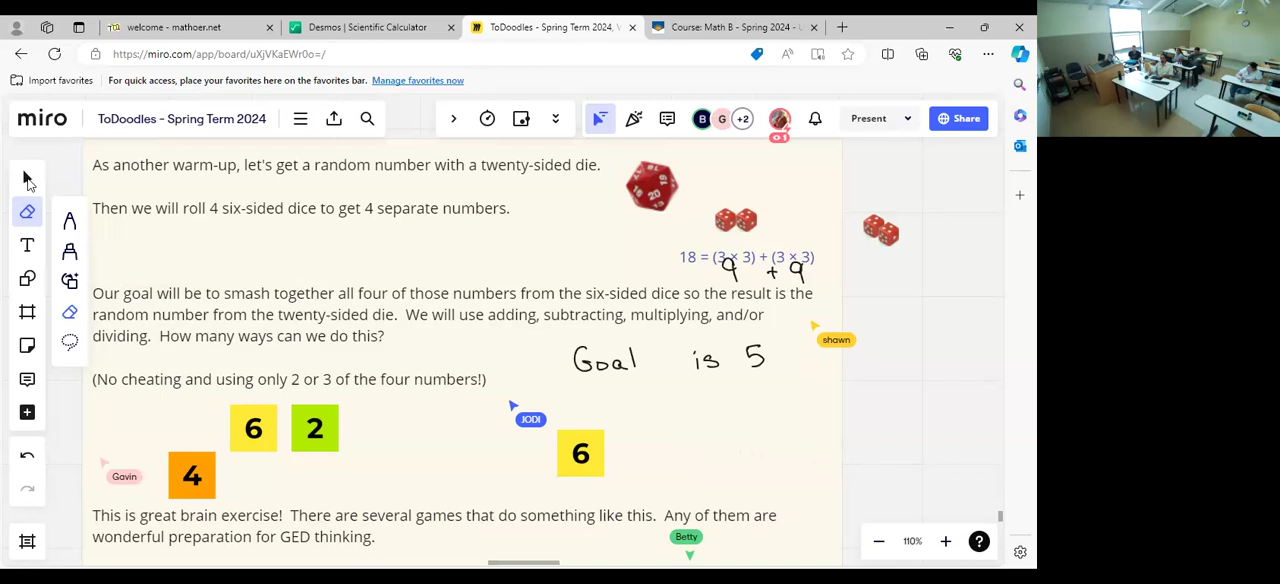 welcome - mathoer.net
Desmos | Scientific Calculator
ToDoodles - Spring Term 2024, V
Course: Math B - Spring 2024 - 
https://miro.com/app/board/uXjVKaEWr0o=/
Import favorites
For quick access, place your favorites here on the favorites bar. Manage favorites now
miro
ToDoodles - Spring Term 2024
B G +2
Present
Share
As another warm-up, let's get a random number with a twenty-sided die.
Then we will roll 4 six-sided dice to get 4 separate numbers.
18 = (3 × 3) + (3 × 3)
9 + 9
Our goal will be to smash together all four of those numbers from the six-sided dice so the result is the
random number from the twenty-sided die. We will use adding, subtracting, multiplying, and/or
dividing. How many ways can we do this?
shawn
Goal is 5
(No cheating and using only 2 or 3 of the four numbers!)
6 2
JODI
6
Gavin
4
This is great brain exercise! There are several games that do something like this. Any of them are
wonderful preparation for GED thinking.
Betty
110%